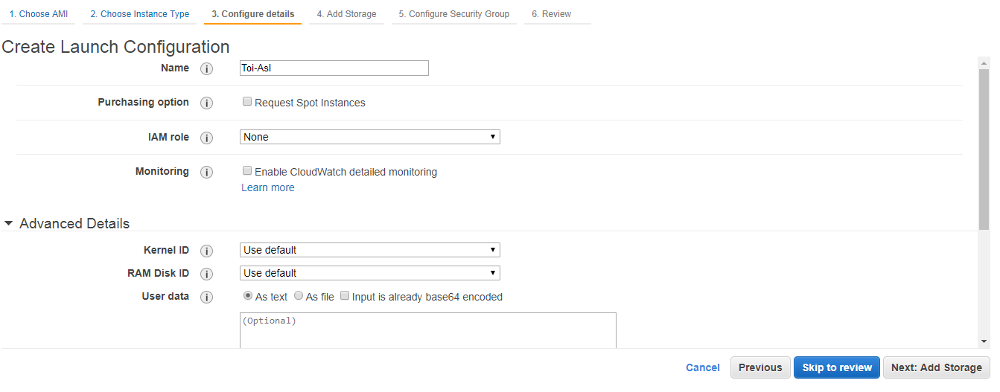 1. Choose AMI 2. Choose Instance Type 3. Configure details 4. Add Storage 5. Configure Security Group 6. Review
Create Launch Configuration
Name i Toi-Asl
Purchasing option i Request Spot Instances
IAM role i None
Monitoring i Enable CloudWatch detailed monitoring
Learn more
Advanced Details
Kernel ID i Use default
RAM Disk ID i Use default
User data i As text As file Input is already base64 encoded
(Optional)
Cancel Previous Skip to review Next: Add Storage